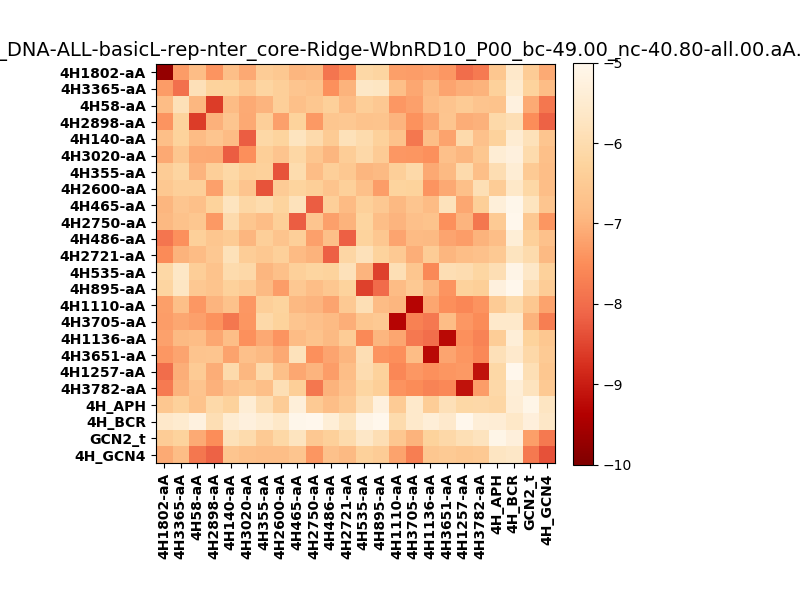 _DNA-ALL-basicL-rep-nter_core-Ridge-WbnRD10_P00_bc-49.00_nc-40.80-all.00.aA.
4H1802-aA
4H3365-aA
4H58-aA
4H2898-aA
4H140-aA
4H3020-aA
4H355-aA
4H2600-aA
4H465-aA
4H2750-aA
4H486-aA
4H2721-aA
4H535-aA
4H895-aA
4H1110-aA
4H3705-aA
4H1136-aA
4H3651-aA
4H1257-aA
4H3782-aA
4H_APH
4H_BCR
GCN2_t
4H_GCN4
4H1802-aA
4H3365-aA
4H58-aA
4H2898-aA
4H140-aA
4H3020-aA
4H355-aA
4H2600-aA
4H465-aA
4H2750-aA
4H486-aA
4H2721-aA
4H535-aA
4H895-aA
4H1110-aA
4H3705-aA
4H1136-aA
4H3651-aA
4H1257-aA
4H3782-aA
4H_APH
4H_BCR
GCN2_t
4H_GCN4
−5
−6
−7
−8
−9
−10